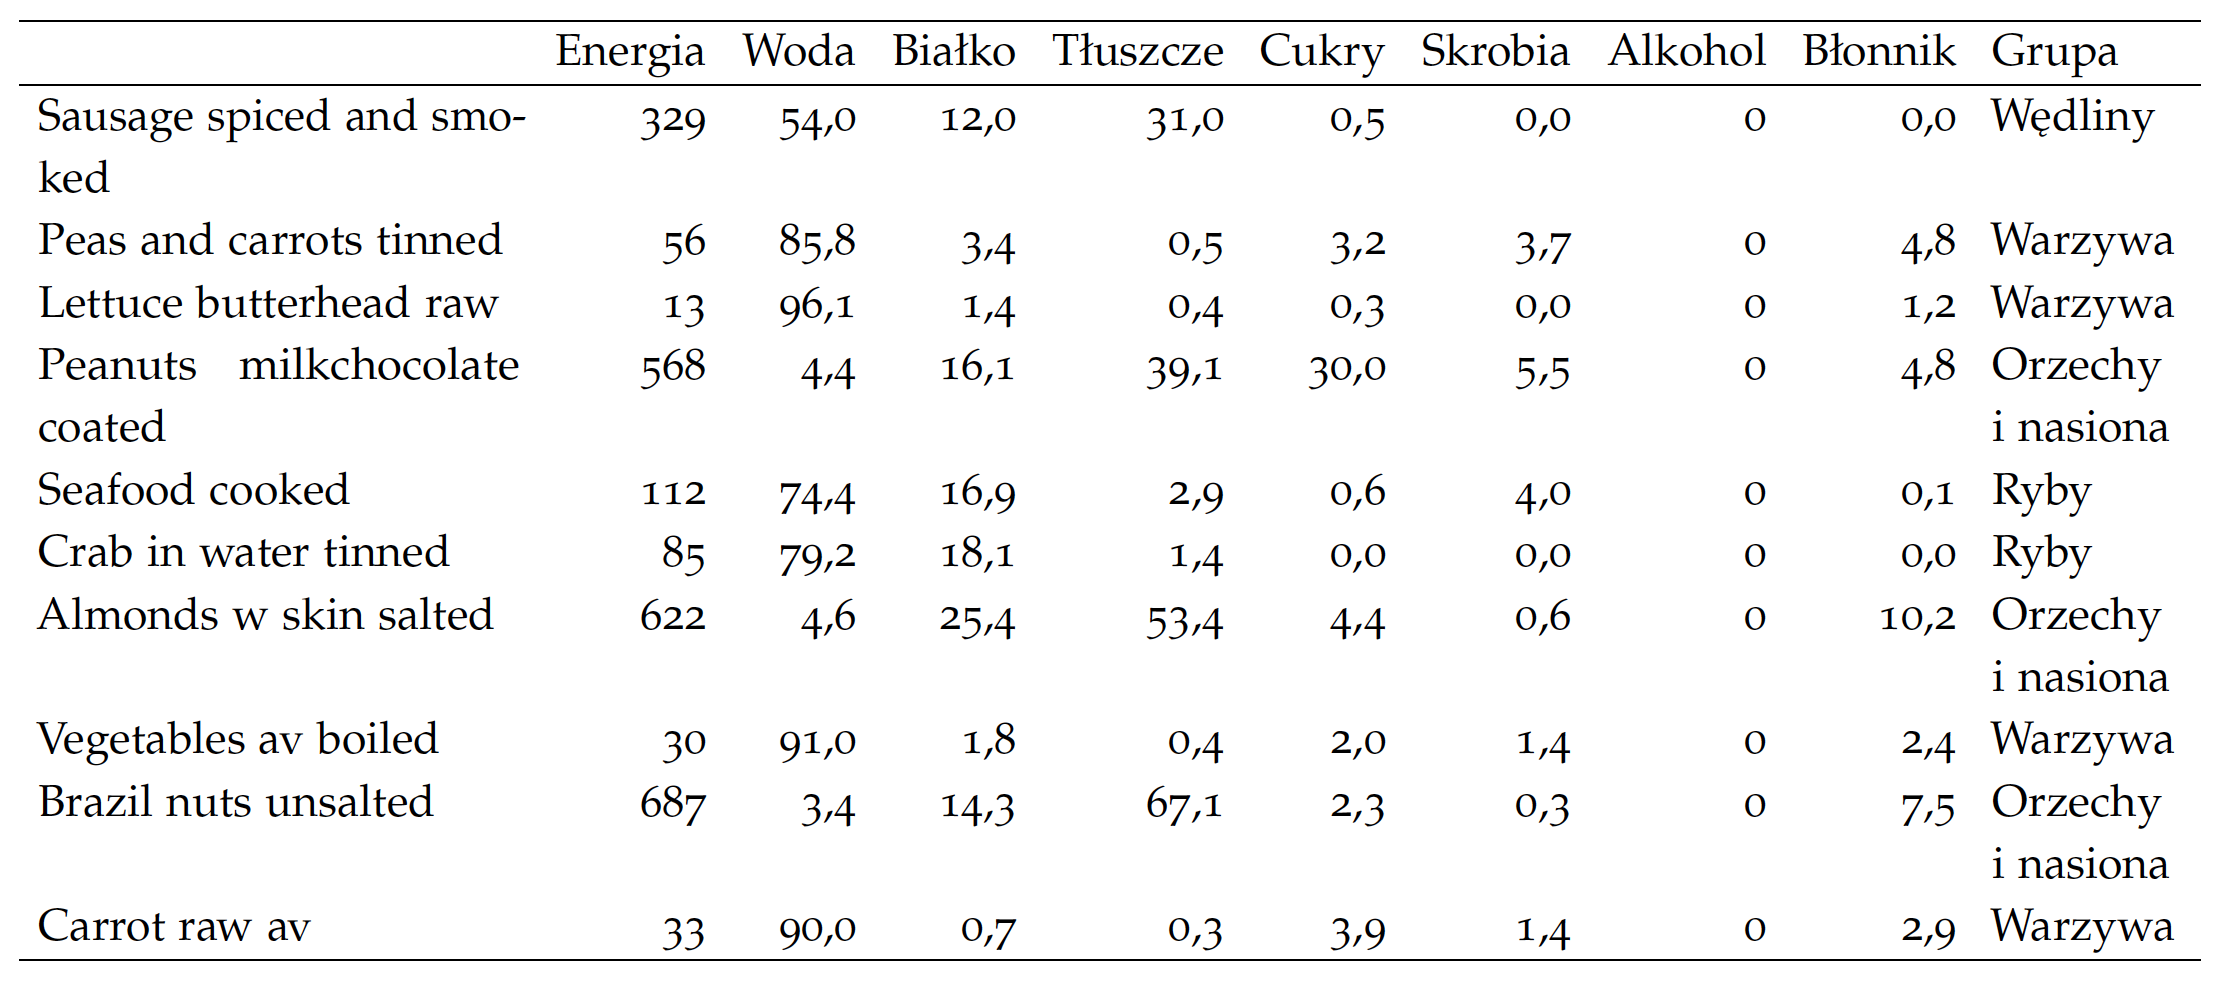 Energia Woda Białko Tłuszcze Cukry Skrobia Alkohol Błonnik Grupa
Sausage spiced and smo- 329 54,0 12,0 31,0 0,5 0,0 0 0,0 Wędliny
ked
Peas and carrots tinned 56 85,8 3,4 0,5 3,2 3,7 0 4,8 Warzywa
Lettuce butterhead raw 13 96,1 1,4 0,4 0,3 0,0 0 1,2 Warzywa
Peanuts milkchocolate 568 4,4 16,1 39,1 30,0 5,5 0 4,8 Orzechy
coated i nasiona
Seafood cooked 112 74,4 16,9 2,9 0,6 4,0 0 0,1 Ryby
Crab in water tinned 85 79,2 18,1 1,4 0,0 0,0 0 0,0 Ryby
Almonds w skin salted 622 4,6 25,4 53,4 4,4 0,6 0 10,2 Orzechy
i nasiona
Vegetables av boiled 30 91,0 1,8 0,4 2,0 1,4 0 2,4 Warzywa
Brazil nuts unsalted 687 3,4 14,3 67,1 2,3 0,3 0 7,5 Orzechy
i nasiona
Carrot raw av 33 90,0 0,7 0,3 3,9 1,4 0 2,9 Warzywa